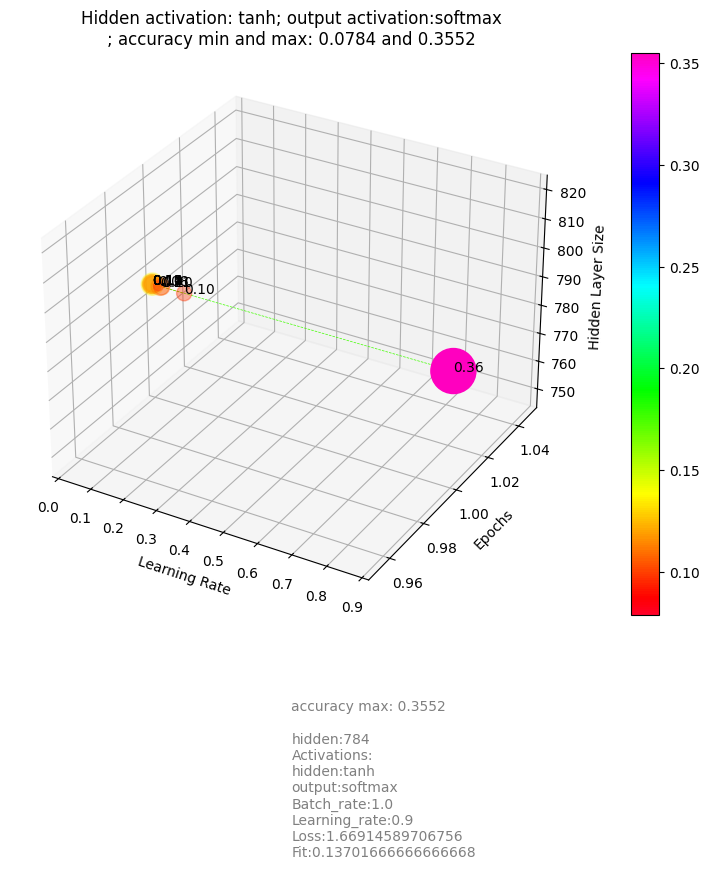 Hidden activation: tanh; output activation:softmax
; accuracy min and max: 0.0784 and 0.3552
0.35
0.30
0.25
0.20
0.15
0.10
820
810
800
790
780
770
760
750
Hidden Layer Size
0.10
0.36
1.04
1.02
1.00
0.98
0.96
Epochs
0.0
0.1
0.2
0.3
0.4
0.5
0.6
0.7
0.8
0.9
Learning Rate
accuracy max: 0.3552
hidden:784
Activations:
hidden:tanh
output:softmax
Batch_rate:1.0
Learning_rate:0.9
Loss:1.66914589706756
Fit:0.13701666666666668